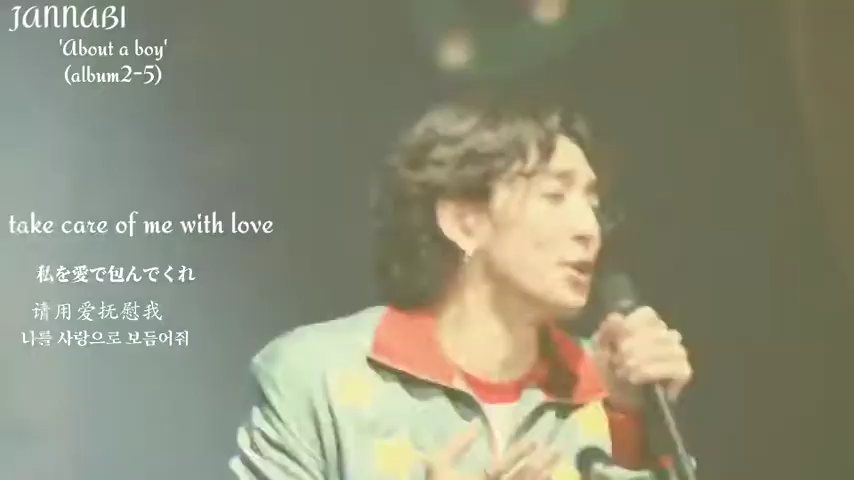 JANNABI
'About a boy'
(album2-5)
take care of me with love
私を愛で包んでくれ
请用爱抚慰我
나를 사랑으로 보듬어줘